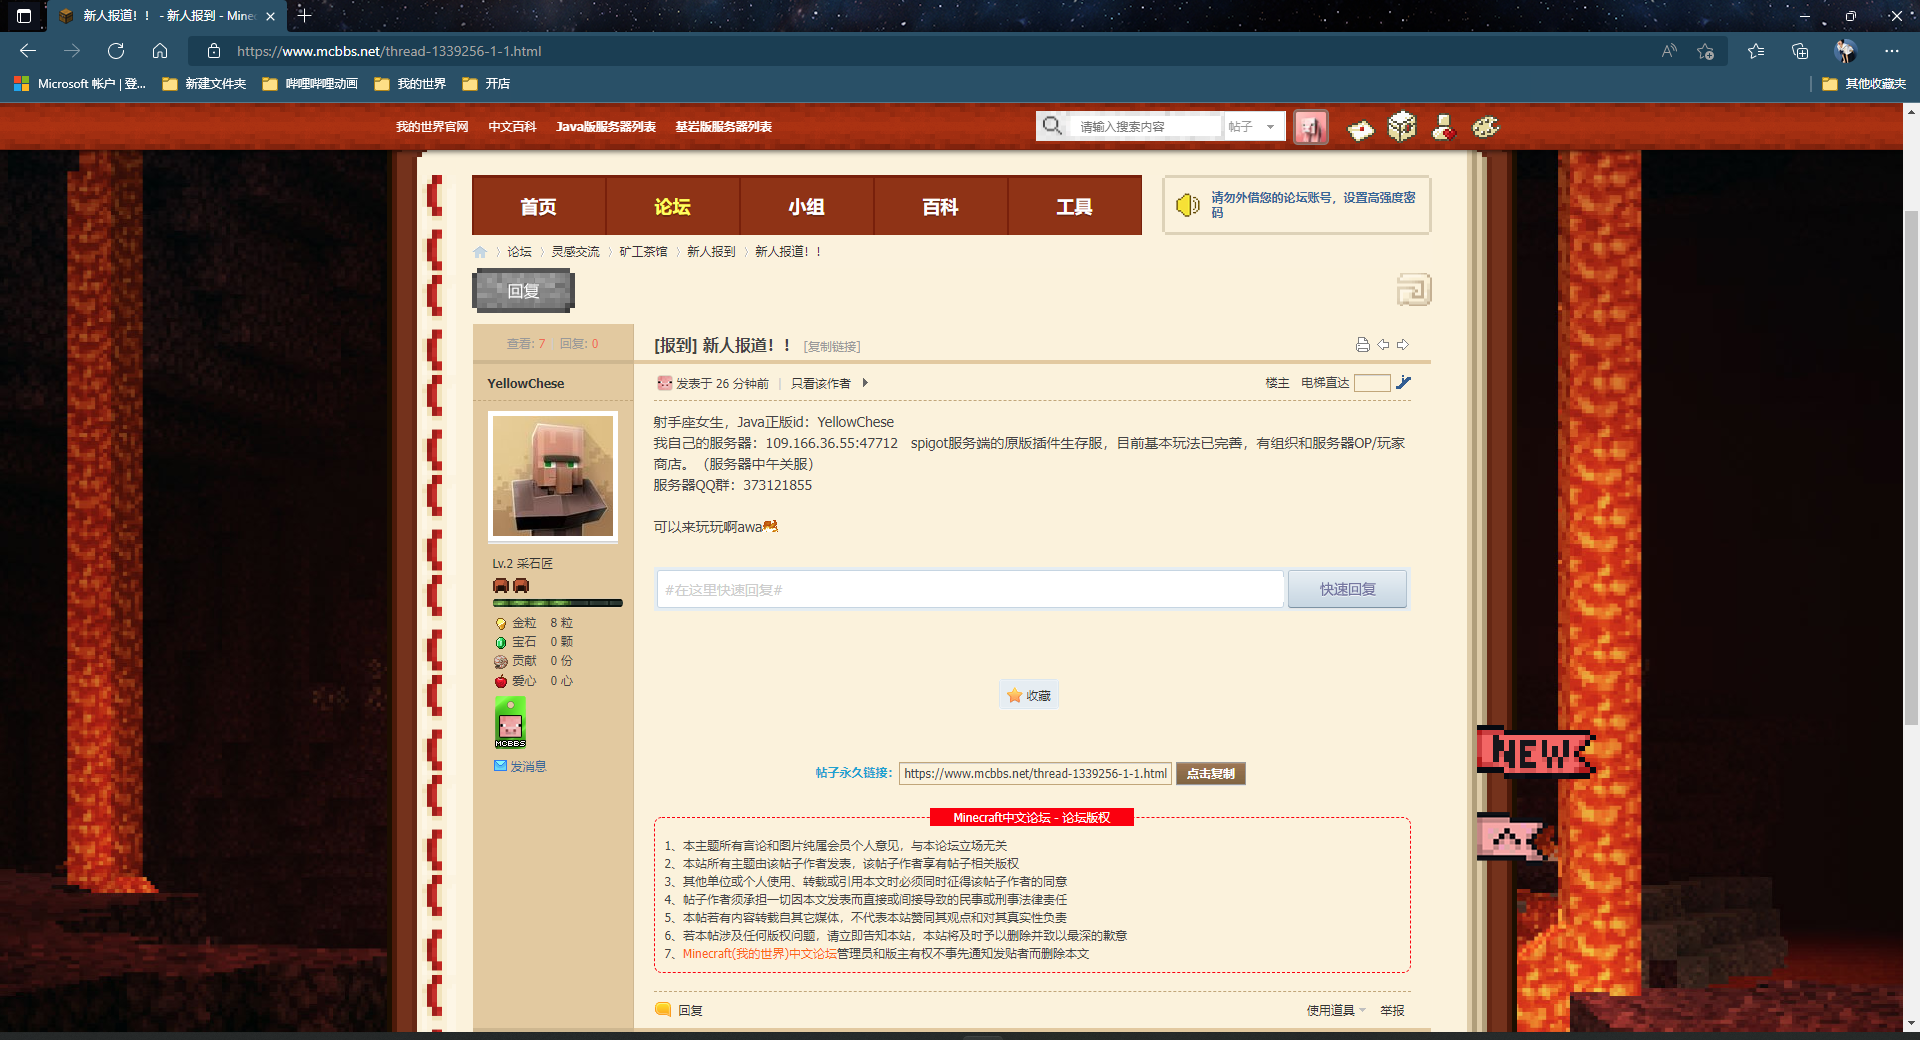 新人报道！！ - 新人报到 - Mine
https://www.mcbbs.net/thread-1339256-1-1.html
Microsoft 帐户 | 登... 新建文件夹 哔哩哔哩动画 我的世界 开店 其他收藏夹
我的世界官网 中文百科 Java版服务器列表 基岩版服务器列表 请输入搜索内容 帖子
首页 论坛 小组 百科 工具
请勿外借您的论坛账号，设置高强度密
码
论坛 灵感交流 矿工茶馆 新人报到 新人报道！！
回复
查看: 7 回复: 0
[报到] 新人报道！！ [复制链接]
YellowChese
发表于 26 分钟前 | 只看该作者 楼主 电梯直达
射手座女生，Java正版id：YellowChese
我自己的服务器：109.166.36.55:47712 spigot服务端的原版插件生存服，目前基本玩法已完善，有组织和服务器OP/玩家
商店。（服务器中午关服）
服务器QQ群：373121855
可以来玩玩啊awa
Lv.2 采石匠
金粒 8 粒
宝石 0 颗
贡献 0 份
爱心 0 心
MCBBS
发消息
#在这里快速回复# 快速回复
收藏
NEW
帖子永久链接： https://www.mcbbs.net/thread-1339256-1-1.html 点击复制
Minecraft中文论坛 - 论坛版权
1、本主题所有言论和图片纯属会员个人意见，与本论坛立场无关
2、本站所有主题由该帖子作者发表，该帖子作者享有帖子相关版权
3、其他单位或个人使用、转载或引用本文时必须同时征得该帖子作者的同意
4、帖子作者须承担一切因本文发表而直接或间接导致的民事或刑事法律责任
5、本帖若有内容转载自其它媒体，不代表本站赞同其观点和对其真实性负责
6、若本帖涉及任何版权问题，请立即告知本站，本站将及时予以删除并致以最深的歉意
7、Minecraft(我的世界)中文论坛管理员和版主有权不事先通知发贴者而删除本文
回复 使用道具 举报